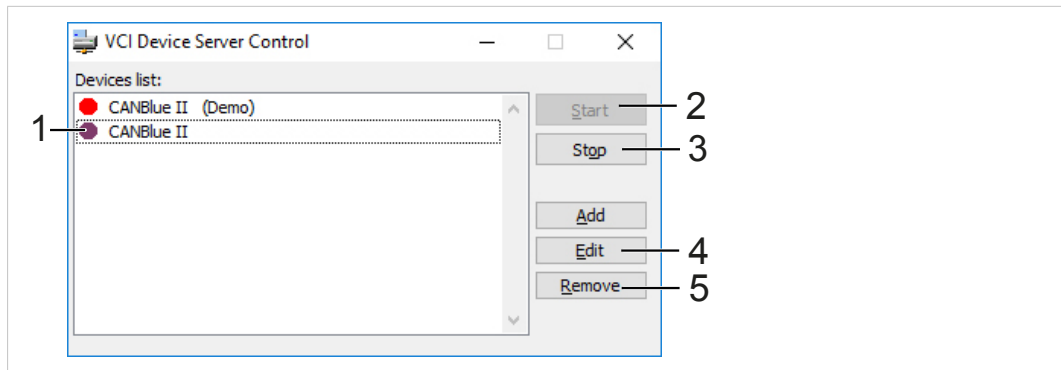 VCI Device Server Control
Devices list:
CANBlue II (Demo)
Start
2
1
CANBlue II
Stop
3
Add
Edit
4
Remove
5